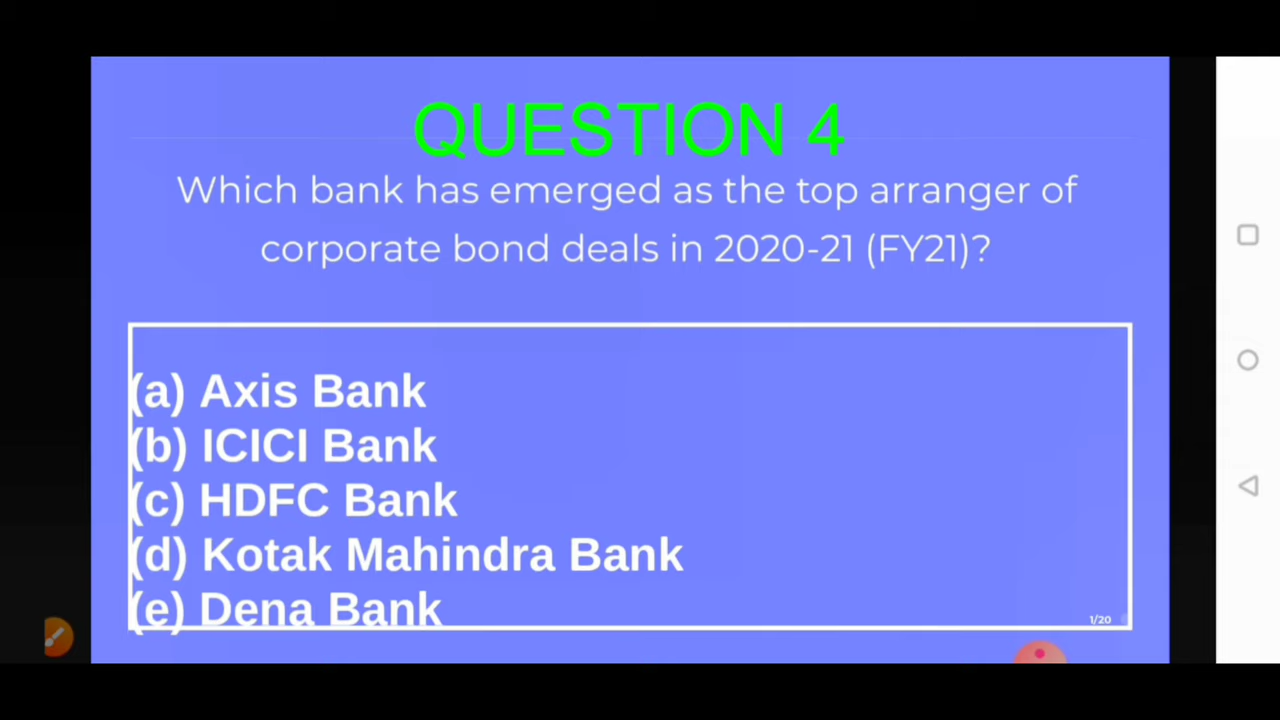 QUESTION 4
Which bank has emerged as the top arranger of
corporate bond deals in 2020-21 (FY21)?
(a) Axis Bank
(b) ICICI Bank
(c) HDFC Bank
(d) Kotak Mahindra Bank
(e) Dena Bank
1/20